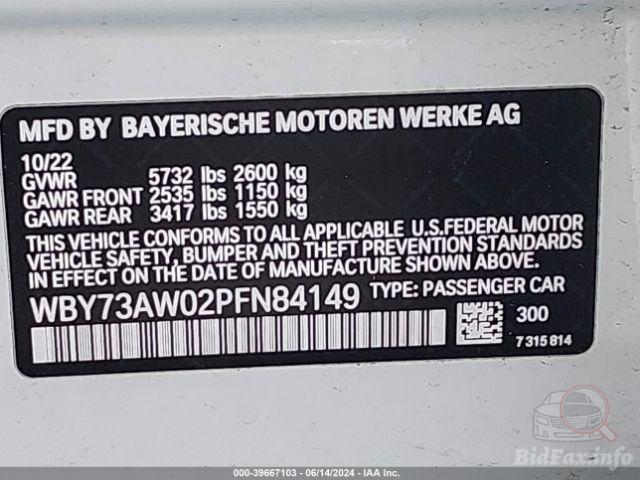 MFD BY BAYERISCHE MOTOREN WERKE AG
10/22
GVWR 5732 lbs 2600 kg
GAWR FRONT 2535 lbs 1150 kg
GAWR REAR 3417 lbs 1550 kg
THIS VEHICLE CONFORMS TO ALL APPLICABLE U.S.FEDERAL MOTOR
VEHICLE SAFETY, BUMPER AND THEFT PREVENTION STANDARDS
IN EFFECT ON THE DATE OF MANUFACTURE SHOWN ABOVE.
WBY73AW02PFN84149 TYPE: PASSENGER CAR
300
7 315 814
BidFax.info
000-39667103 - 06/14/2024 - IAA Inc.